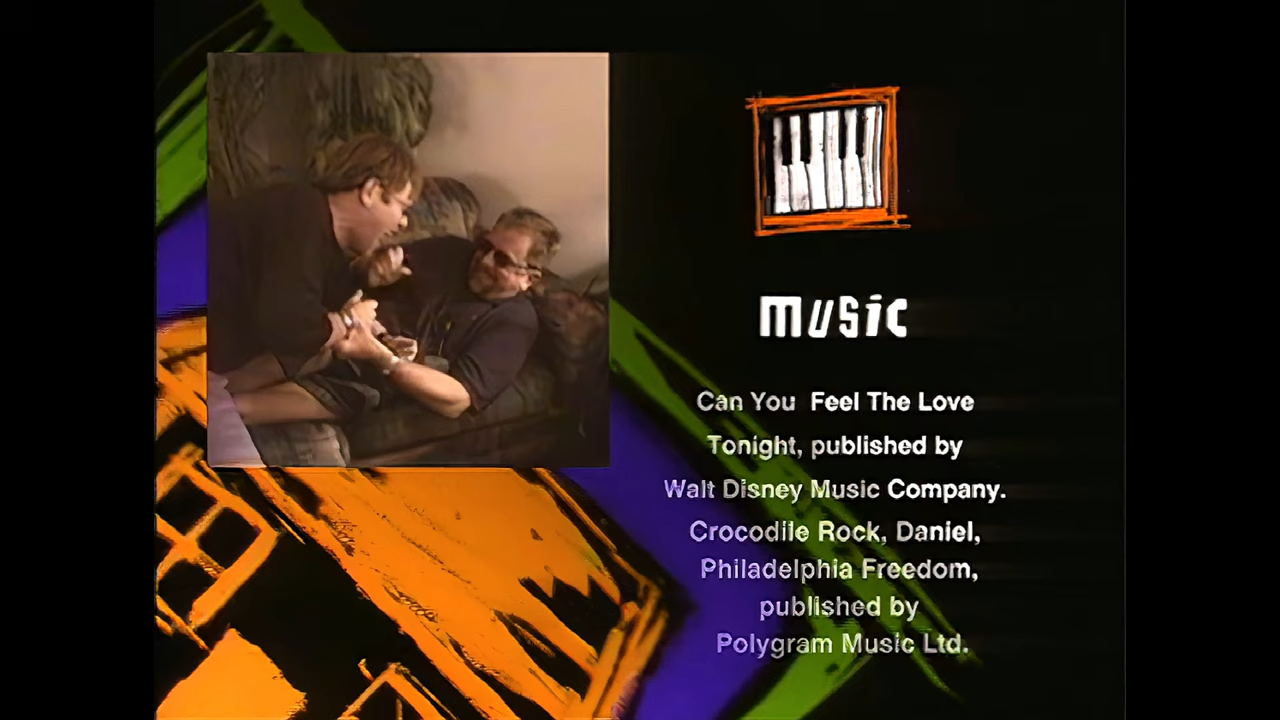 music
Can You Feel The Love
Tonight, published by
Walt Disney Music Company.
Crocodile Rock, Daniel,
Philadelphia Freedom,
published by
Polygram Music Ltd.